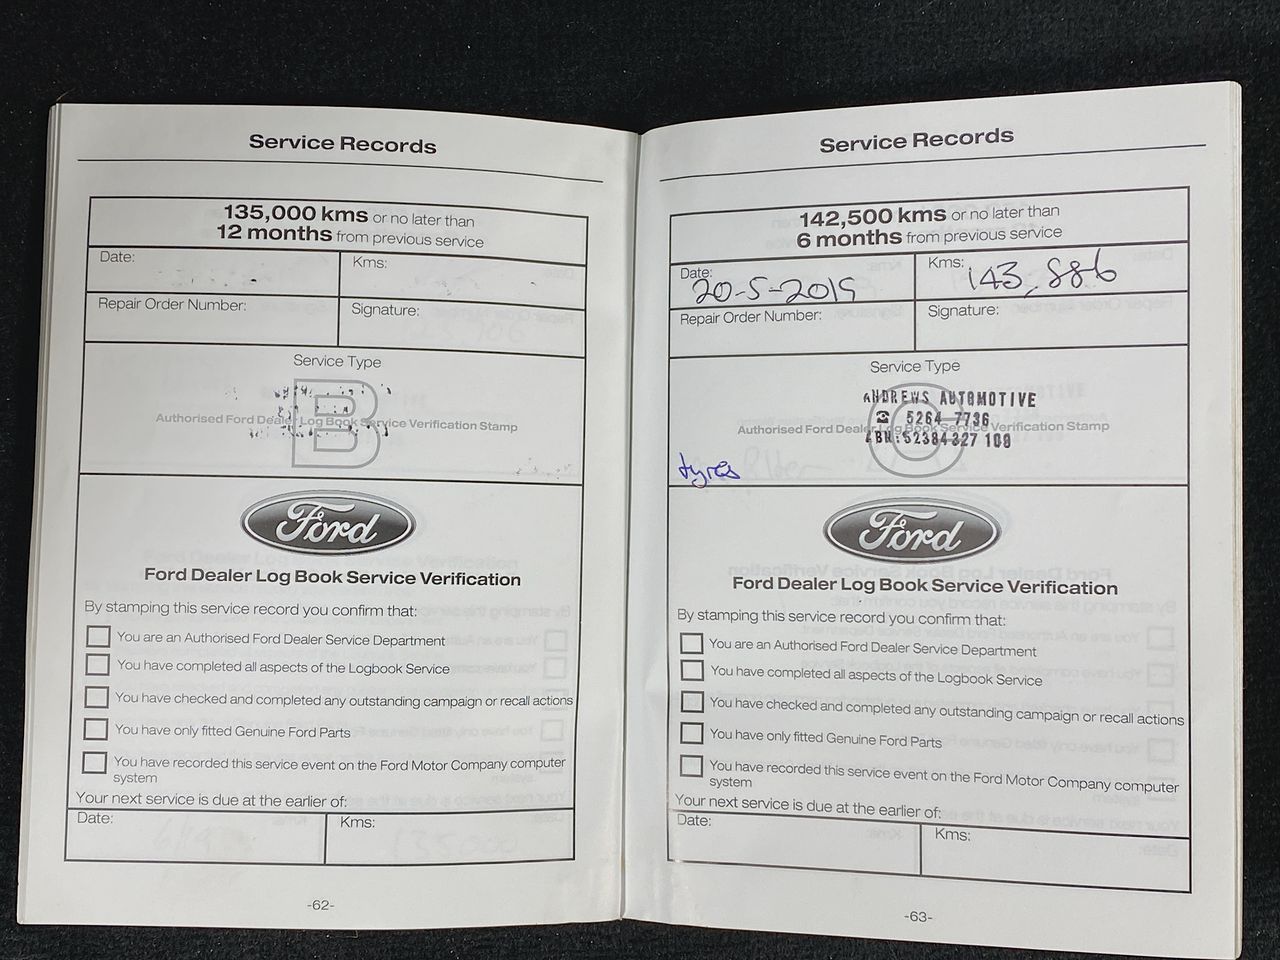 Service Records
135,000 kms or no later than
12 months from previous service
Date:
Kms:
Repair Order Number:
Signature:
Service Type
B
Authorised Ford Dealer Log Book Service Verification Stamp
Ford
Ford Dealer Log Book Service Verification
By stamping this service record you confirm that:
You are an Authorised Ford Dealer Service Department
You have completed all aspects of the Logbook Service
You have checked and completed any outstanding campaign or recall actions
You have only fitted Genuine Ford Parts
You have recorded this service event on the Ford Motor Company computer
system
Your next service is due at the earlier of:
Date:
Kms:
-62-
Service Records
142,500 kms or no later than
6 months from previous service
Date: 20-5-2019
Kms: 143,886
Repair Order Number:
Signature:
Service Type
ANDREWS AUTOMOTIVE
☎ 5264 7736
Authorised Ford Dealer Log Book Service Verification Stamp
ABN:52384327 109
tyres
Ford
Ford Dealer Log Book Service Verification
By stamping this service record you confirm that:
You are an Authorised Ford Dealer Service Department
You have completed all aspects of the Logbook Service
You have checked and completed any outstanding campaign or recall actions
You have only fitted Genuine Ford Parts
You have recorded this service event on the Ford Motor Company computer
system
Your next service is due at the earlier of:
Date:
Kms:
-63-